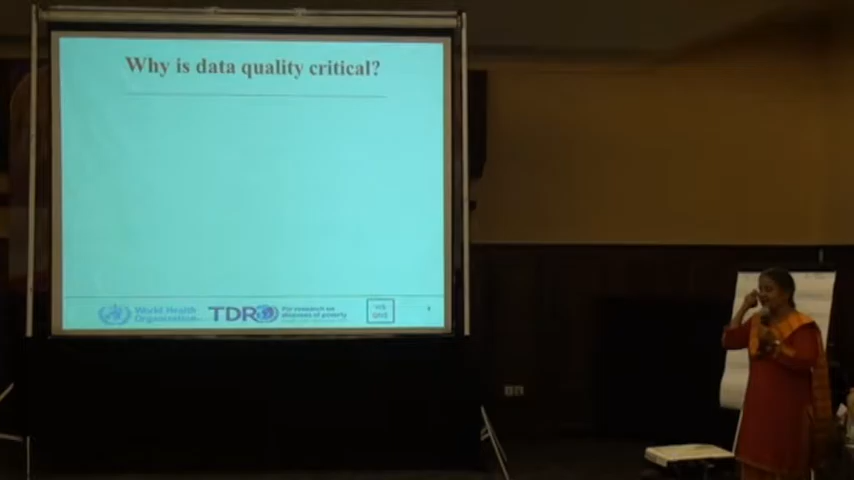 Why is data quality critical?
World Health
Organization
TDR
For research on
diseases of poverty